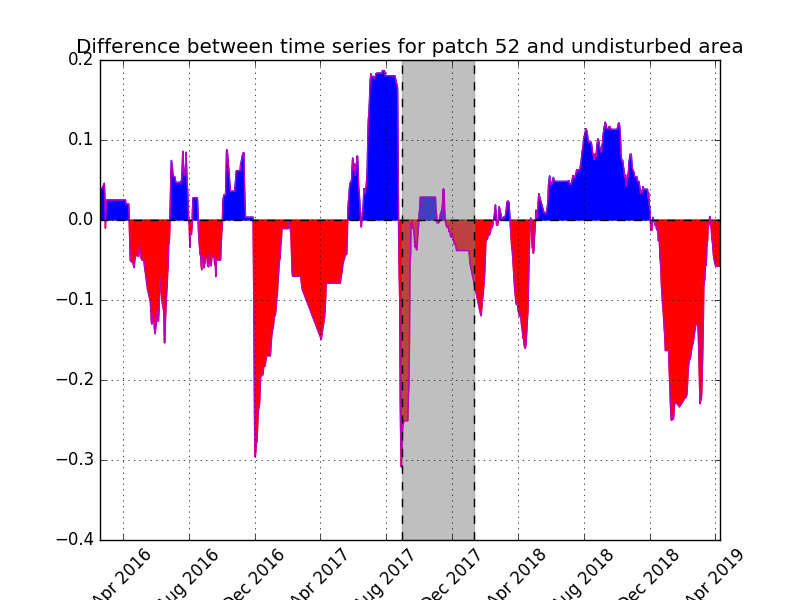 Difference between time series for patch 52 and undisturbed area
0.2
0.1
0.0
−0.1
−0.2
−0.3
−0.4
Apr 2016
Aug 2016
Dec 2016
Apr 2017
Aug 2017
Dec 2017
Apr 2018
Aug 2018
Dec 2018
Apr 2019